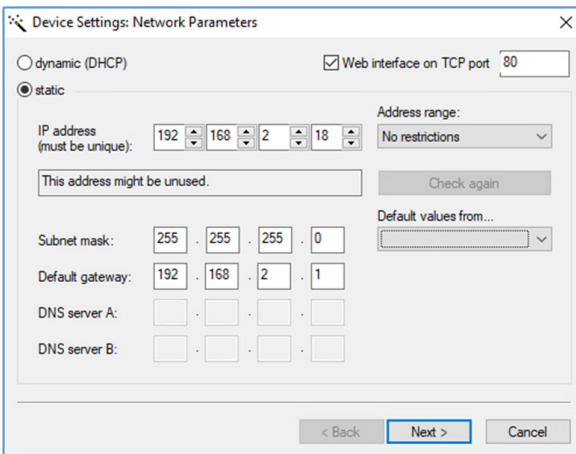 Device Settings: Network Parameters
dynamic (DHCP)
Web interface on TCP port 80
static
Address range:
IP address
(must be unique):
192 168 2 18
No restrictions
This address might be unused.
Check again
Default values from...
Subnet mask: 255 . 255 . 255 . 0
Default gateway: 192 . 168 . 2 . 1
DNS server A: . . .
DNS server B: . . .
< Back Next > Cancel